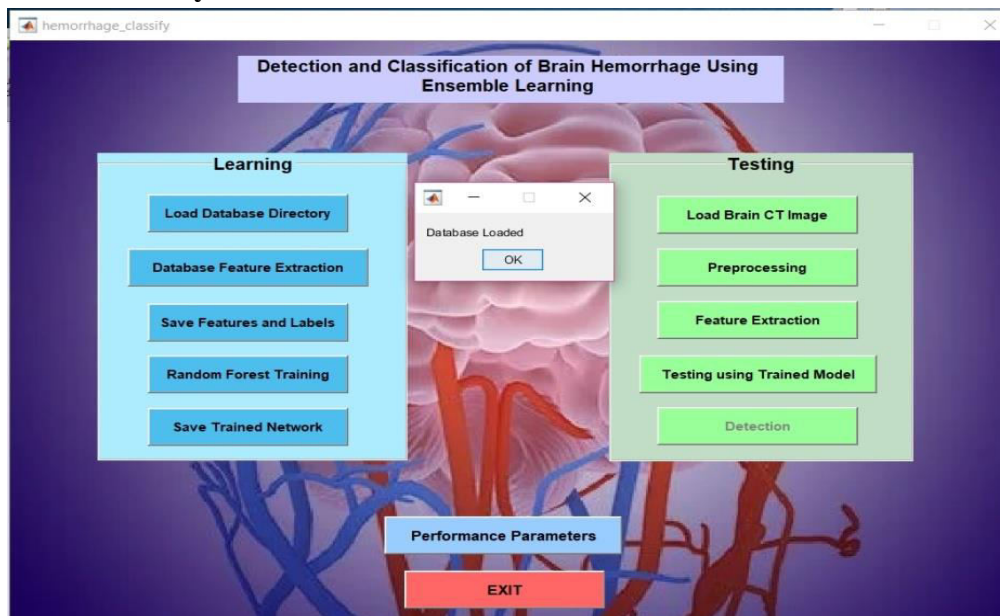 hemorrhage_classify
Detection and Classification of Brain Hemorrhage Using
Ensemble Learning
Learning
Load Database Directory
Database Feature Extraction
Save Features and Labels
Random Forest Training
Save Trained Network
Database Loaded
OK
Testing
Load Brain CT Image
Preprocessing
Feature Extraction
Testing using Trained Model
Detection
Performance Parameters
EXIT